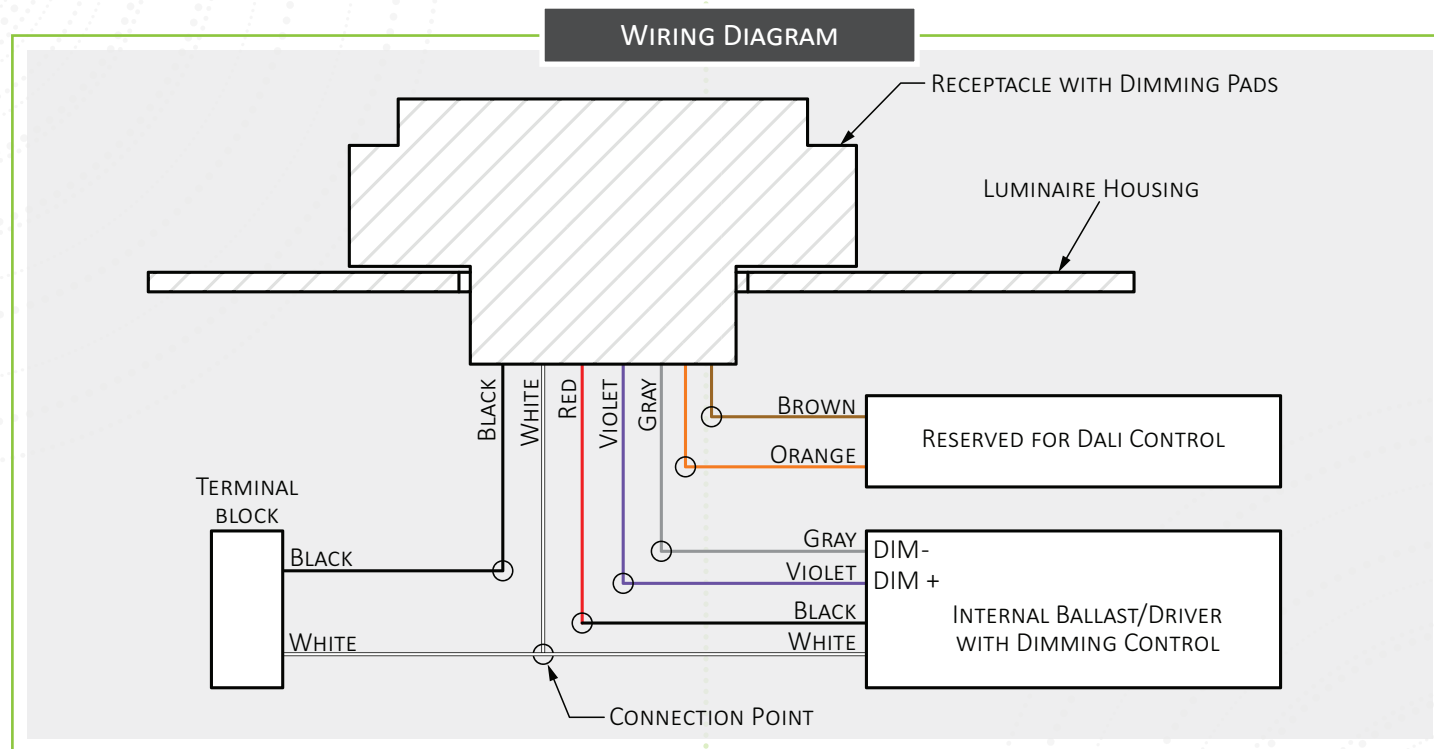 Wiring Diagram
Receptacle with Dimming Pads
Luminaire Housing
Black
White
Red
Violet
Gray
Brown
Orange
Reserved for Dali Control
Terminal
block
Black
White
Gray
Violet
Black
White
DIM-
DIM +
Internal Ballast/Driver
with Dimming Control
Connection Point